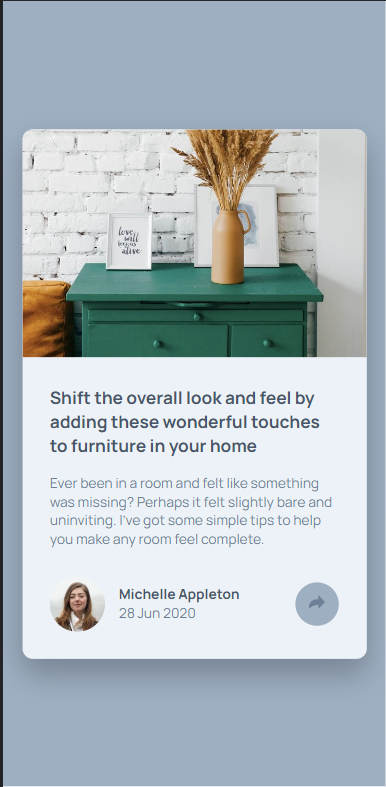 love
will
begin
alive
Shift the overall look and feel by
adding these wonderful touches
to furniture in your home
Ever been in a room and felt like something
was missing? Perhaps it felt slightly bare and
uninviting. I've got some simple tips to help
you make any room feel complete.
Michelle Appleton
28 Jun 2020